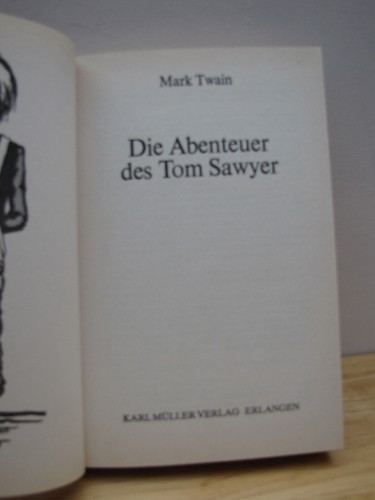 Mark Twain
Die Abenteuer
des Tom Sawyer
KARL MÜLLER VERLAG ERLANGEN